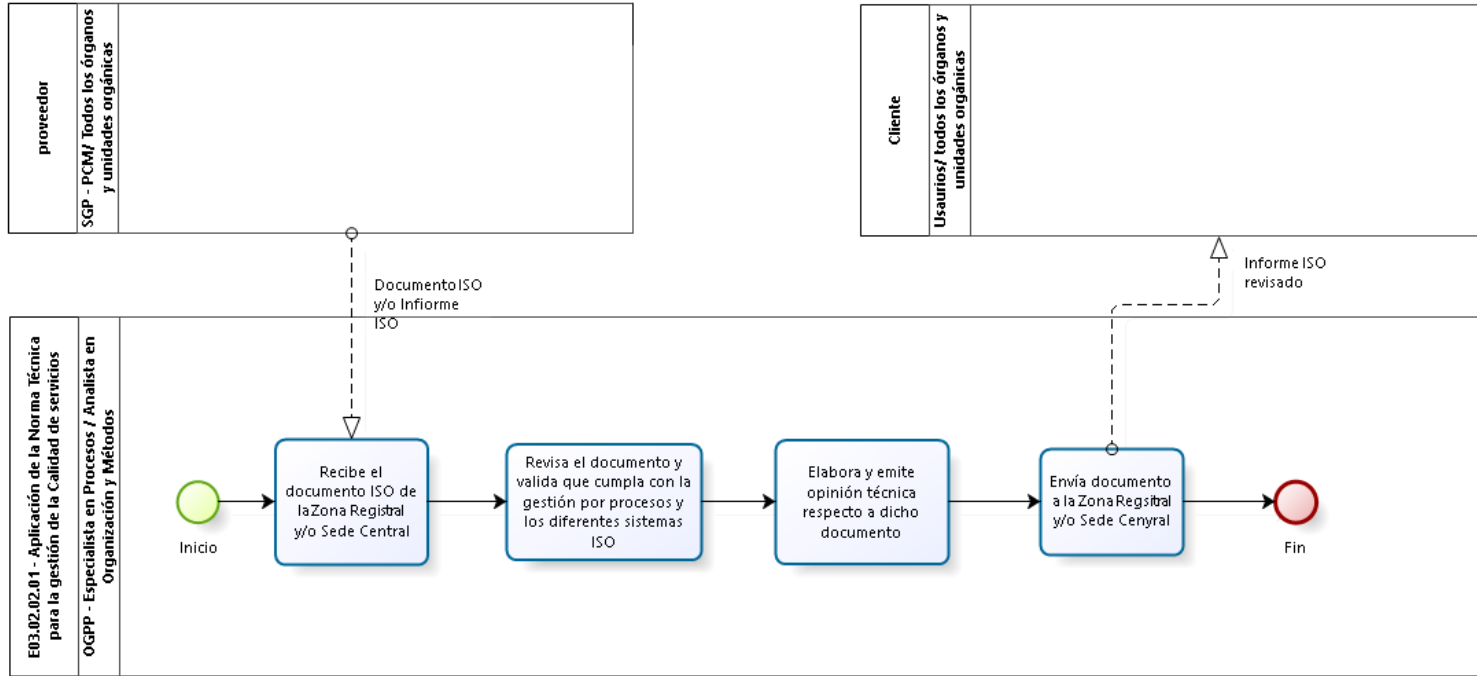 proveedor
SGP - PCM/ Todos los órganos
y unidades orgánicas
Cliente
Usaurios/ todos los órganos y
unidades orgánicas
Documento ISO
y/o Infiorme
ISO
Informe ISO
revisado
E03.02.02.01 - Aplicación de la Norma Técnica
para la gestión de la Calidad de servicios
OGPP - Especialista en Procesos / Analista en
Organización y Métodos
Inicio
Recibe el
documento ISO de
la Zona Registral
y/o Sede Central
Revisa el documento y
valida que cumpla con la
gestión por procesos y
los diferentes sistemas
ISO
Elabora y emite
opinión técnica
respecto a dicho
documento
Envía documento
a la Zona Regsitral
y/o Sede Cenyral
Fin